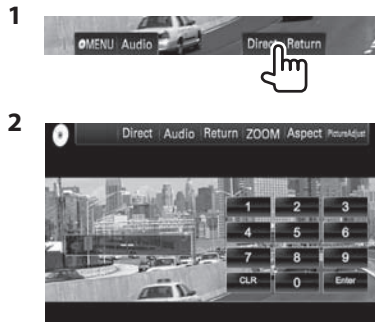 1
MENU Audio Direct Return
2
Direct Audio Return ZOOM Aspect PictureAdjust
1 2 3
4 5 6
7 8 9
CLR 0 Enter